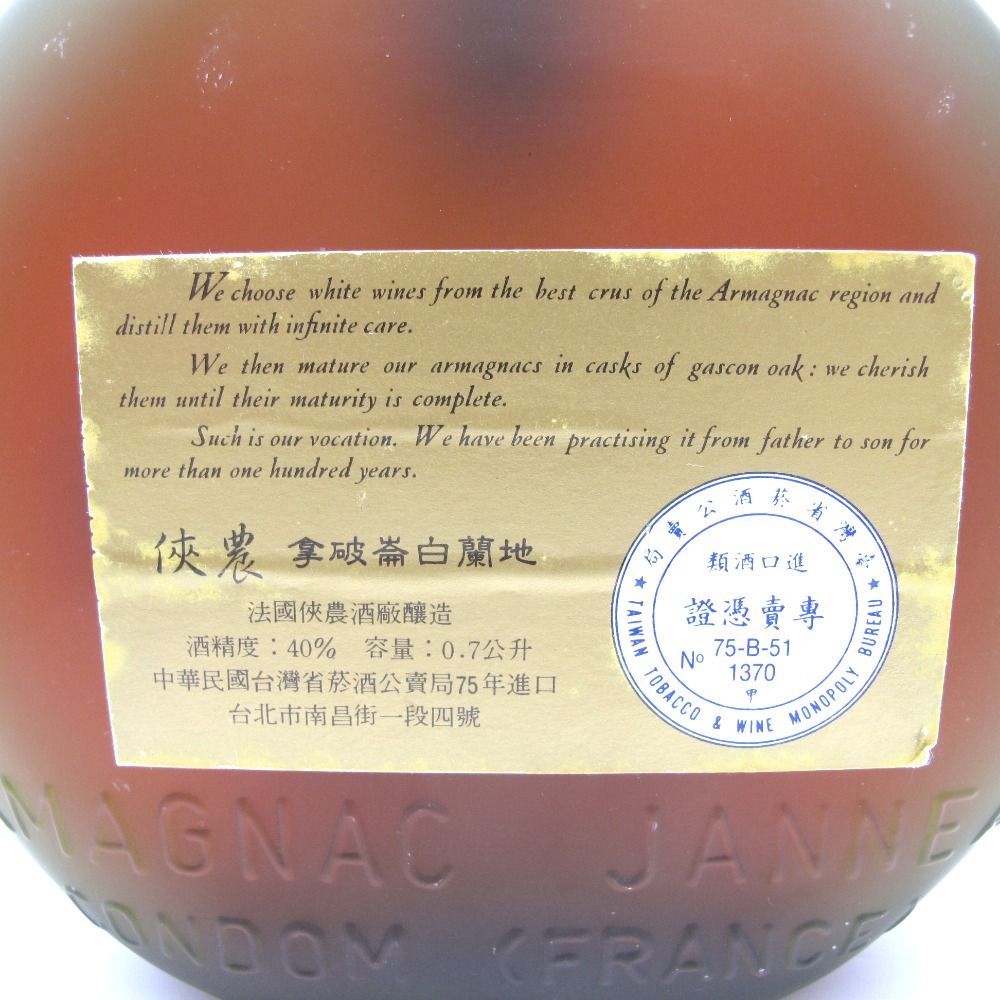 We choose white wines from the best crus of the Armagnac region and
distill them with infinite care.
We then mature our armagnacs in casks of gascon oak : we cherish
them until their maturity is complete.
Such is our vocation. We have been practising it from father to son for
more than one hundred years.
俠農 拿破崙白蘭地
法國俠農酒廠釀造
酒精度：40% 容量：0.7公升
中華民國台灣省菸酒公賣局75年進口
台北市南昌街一段四號
局賣公酒菸省灣臺
類酒口進
證憑賣專
No 75-B-51
1370
甲
★ TAIWAN TOBACCO & WINE MONOPOLY BUREAU ★
MAGNAC JANNE
CONDOM (FRANCE